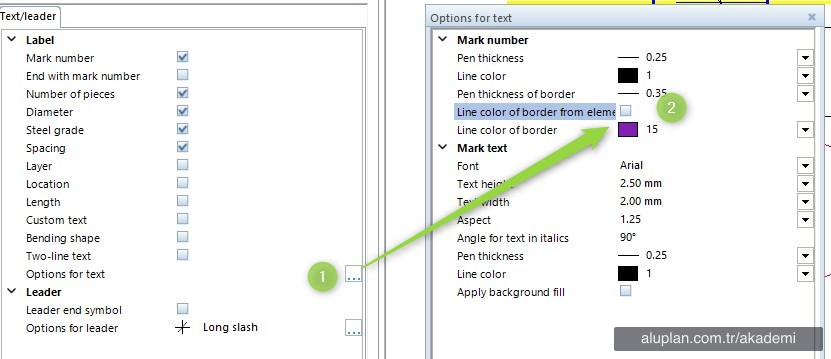 Text/leader
Label
Mark number
End with mark number
Number of pieces
Diameter
Steel grade
Spacing
Layer
Location
Length
Custom text
Bending shape
Two-line text
Options for text ...
Leader
Leader end symbol
Options for leader Long slash ...
1
Options for text
Mark number
Pen thickness 0.25
Line color 1
Pen thickness of border 0.35
Line color of border from eleme
2
Line color of border 15
Mark text
Font Arial
Text height 2.50 mm
Text width 2.00 mm
Aspect 1.25
Angle for text in italics 90°
Pen thickness 0.25
Line color 1
Apply background fill
aluplan.com.tr/akademi